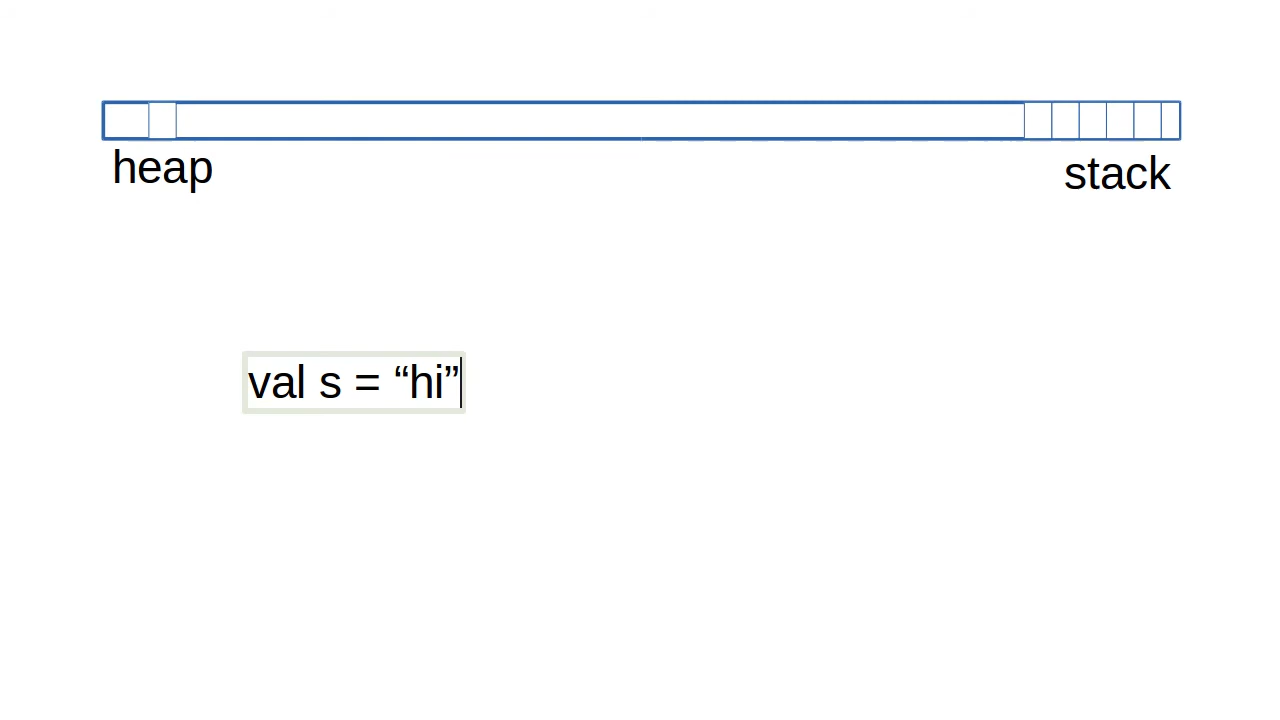 heap
stack
val s = “hi”